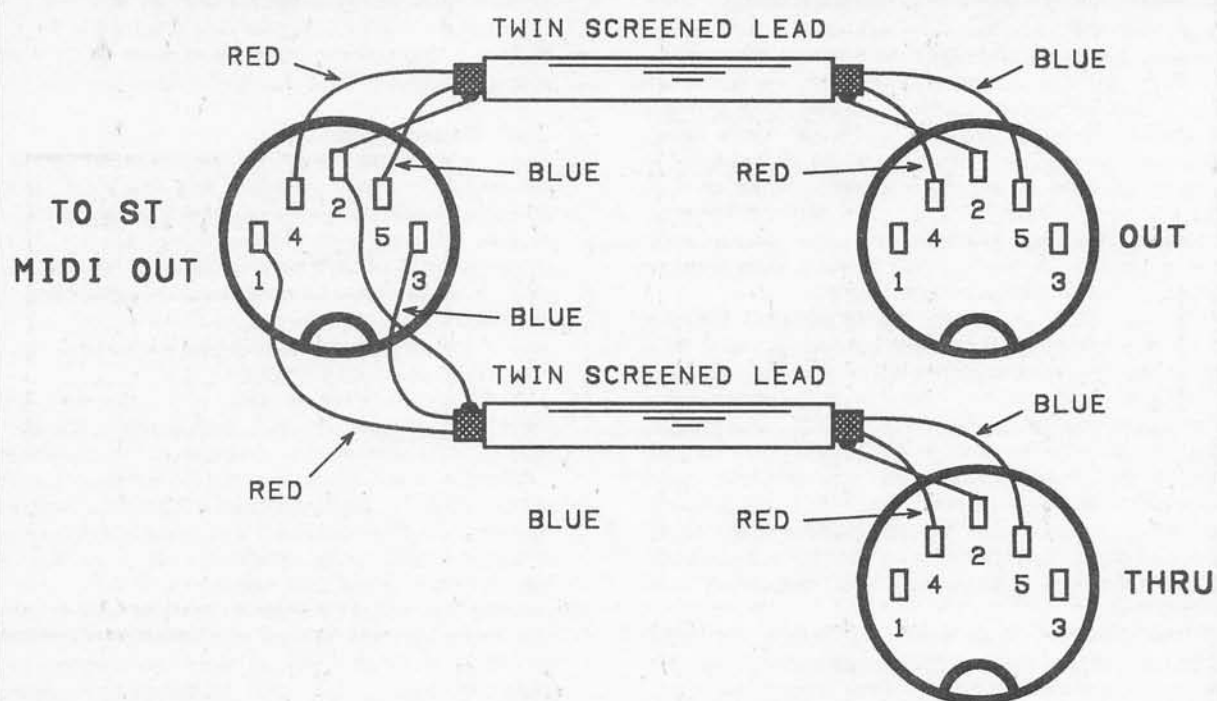 TWIN SCREENED LEAD
RED
BLUE
BLUE
RED
TO ST
MIDI OUT
1
4
2
5
3
OUT
1
4
2
5
3
BLUE
TWIN SCREENED LEAD
RED
BLUE
BLUE
RED
THRU
1
4
2
5
3